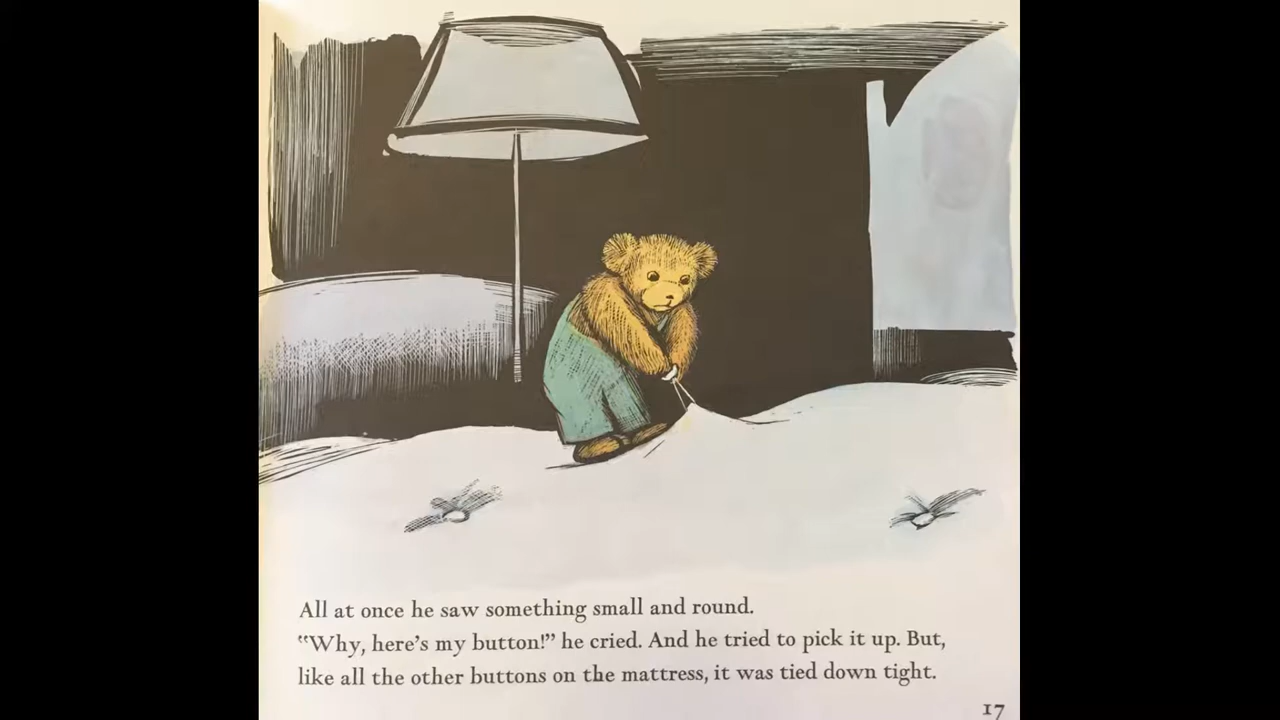 All at once he saw something small and round.
“Why, here’s my button!” he cried. And he tried to pick it up. But,
like all the other buttons on the mattress, it was tied down tight.
17